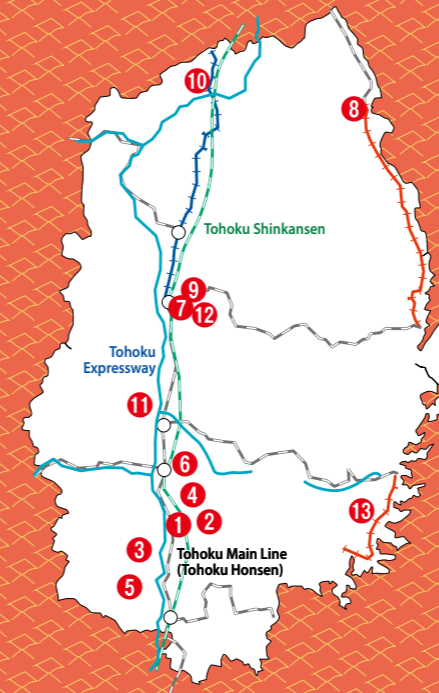 10
8
Tohoku Shinkansen
9
7
12
Tohoku
Expressway
11
6
4
1
2
3
13
Tohoku Main Line
(Tohoku Honsen)
5